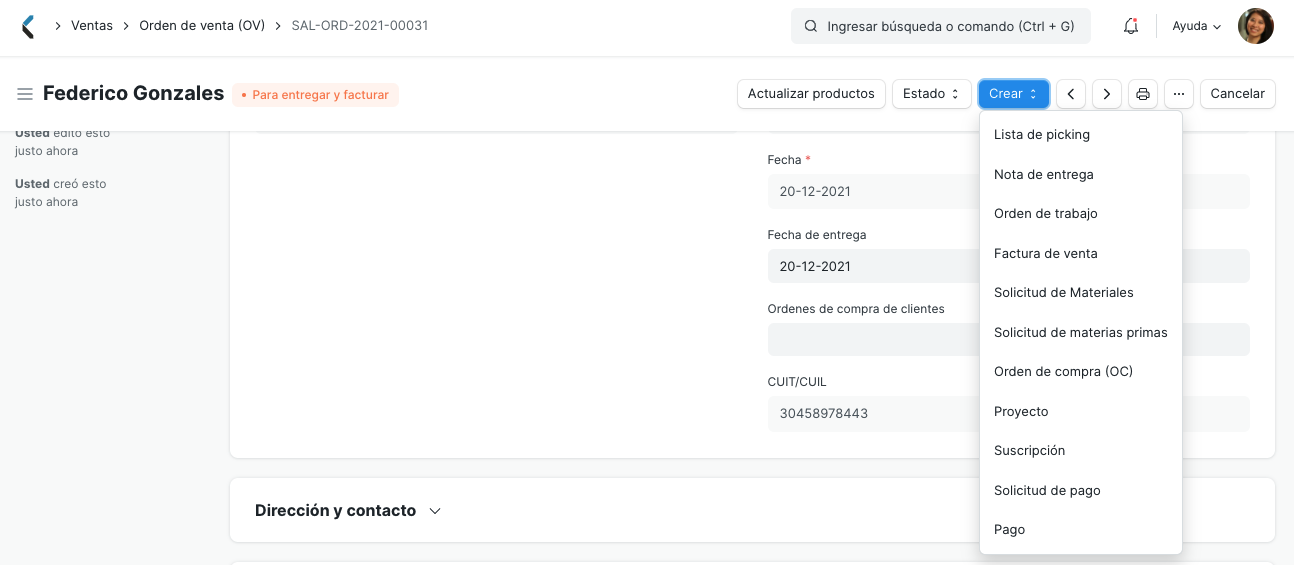 Ventas
Orden de venta (OV)
SAL-ORD-2021-00031
Ingresar búsqueda o comando (Ctrl + G)
Ayuda
Federico Gonzales
Para entregar y facturar
Actualizar productos
Estado
Crear
Cancelar
Usted editó esto
justo ahora
Usted creó esto
justo ahora
Fecha *
20-12-2021
Fecha de entrega
20-12-2021
Ordenes de compra de clientes
CUIT/CUIL
30458978443
Dirección y contacto
Lista de picking
Nota de entrega
Orden de trabajo
Factura de venta
Solicitud de Materiales
Solicitud de materias primas
Orden de compra (OC)
Proyecto
Suscripción
Solicitud de pago
Pago